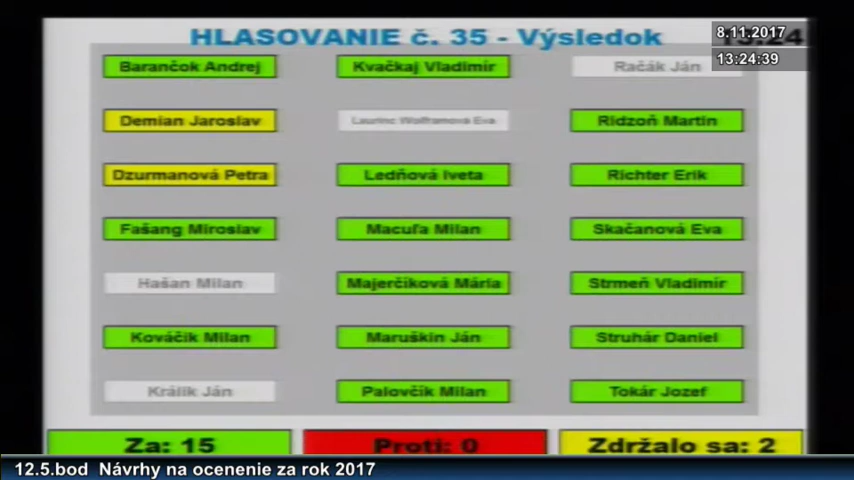 HLASOVANIE č. 35 - Výsledok
8.11.2017
13:24:39
Barančok Andrej
Kvačkaj Vladimír
Račák Ján
Demian Jaroslav
Laurinc Wolframová Eva
Ridzoň Martin
Dzurmanová Petra
Ledňová Iveta
Richter Erik
Fašang Miroslav
Macuľa Milan
Skačanová Eva
Hašan Milan
Majerčíková Mária
Strmeň Vladimír
Kováčik Milan
Maruškin Ján
Struhár Daniel
Králik Ján
Palovčík Milan
Tokár Jozef
Za: 15
Proti: 0
Zdržalo sa: 2
12.5.bod Návrhy na ocenenie za rok 2017